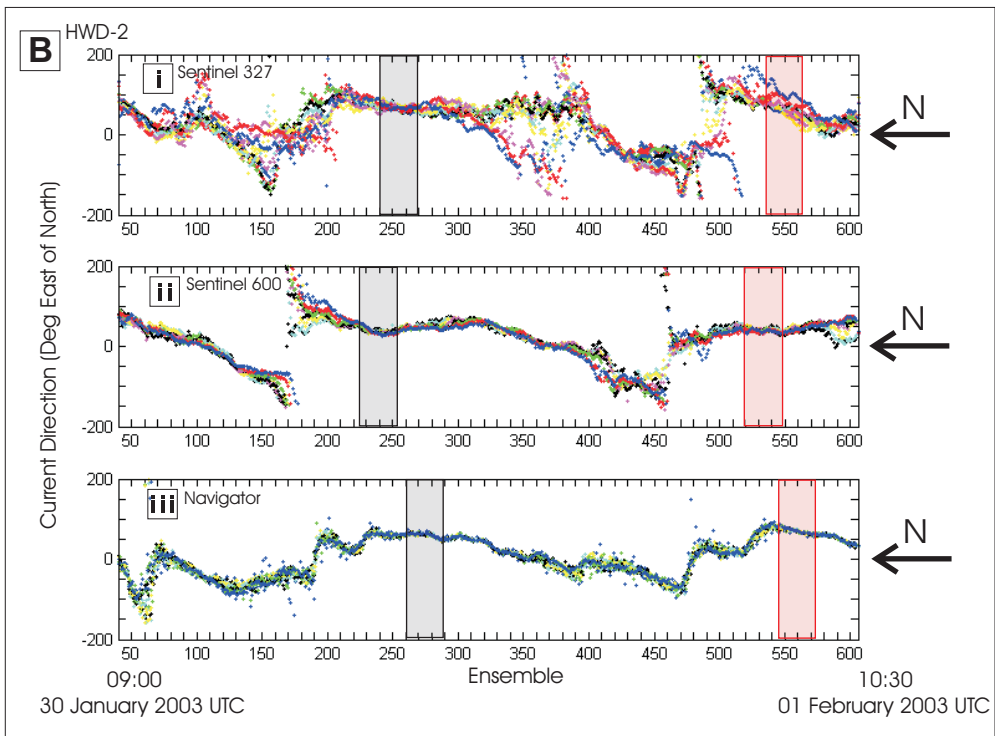 B HWD-2
Current Direction (Deg East of North)
i Sentinel 327
200
0
-200
50 100 150 200 250 300 350 400 450 500 550 600
N
ii Sentinel 600
200
0
-200
50 100 150 200 250 300 350 400 450 500 550 600
N
iii Navigator
200
0
-200
50 100 150 200 250 300 350 400 450 500 550 600
N
Ensemble
09:00 10:30
30 January 2003 UTC 01 February 2003 UTC